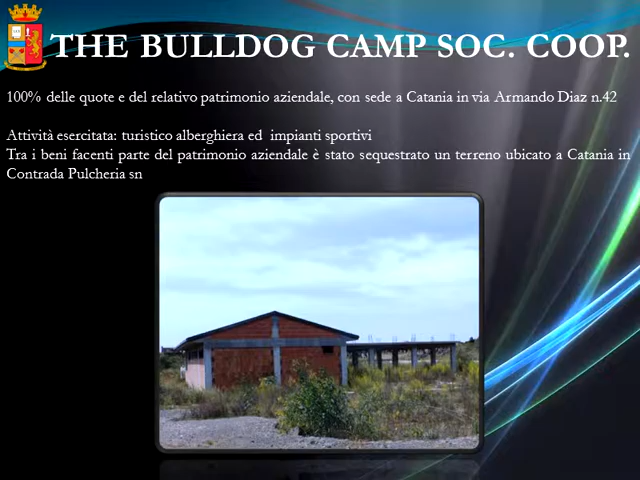 THE BULLDOG CAMP SOC. COOP.
100% delle quote e del relativo patrimonio aziendale, con sede a Catania in via Armando Diaz n.42
Attività esercitata: turistico alberghiera ed impianti sportivi
Tra i beni facenti parte del patrimonio aziendale è stato sequestrato un terreno ubicato a Catania in
Contrada Pulcheria sn